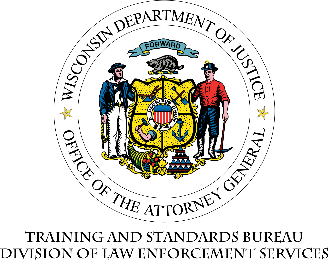 WISCONSIN DEPARTMENT OF JUSTICE
FORWARD
OFFICE OF THE ATTORNEY GENERAL
TRAINING AND STANDARDS BUREAU
DIVISION OF LAW ENFORCEMENT SERVICES